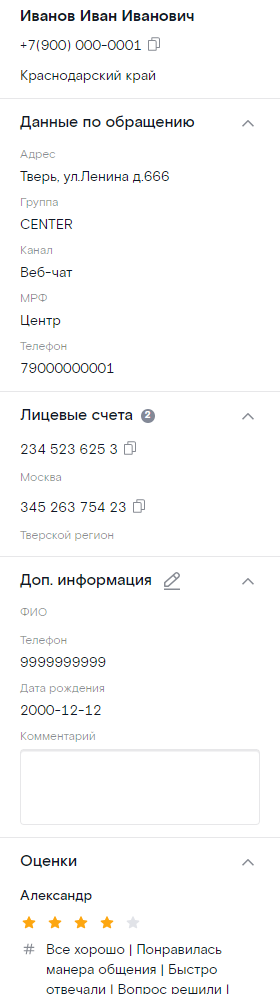 Иванов Иван Иванович
+7(900) 000-0001
Краснодарский край
Данные по обращению
Адрес
Тверь, ул.Ленина д.666
Группа
CENTER
Канал
Веб-чат
МРФ
Центр
Телефон
79000000001
Лицевые счета 2
234 523 625 3
Москва
345 263 754 23
Тверской регион
Доп. информация
ФИО
Телефон
9999999999
Дата рождения
2000-12-12
Комментарий
Оценки
Александр
# Все хорошо | Понравилась
манера общения | Быстро
отвечали | Вопрос решили |